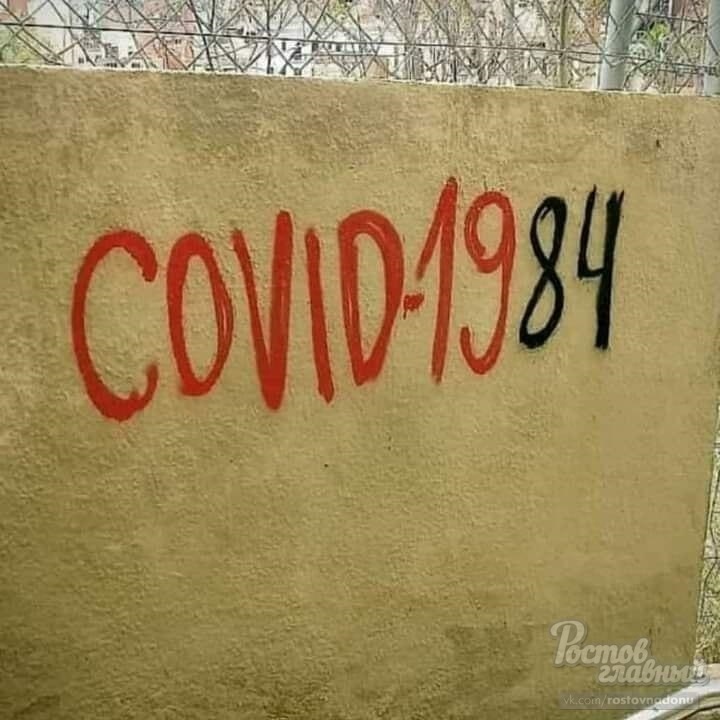 COVID-1984
Ростов
главный
vk.com/rostovnadonu